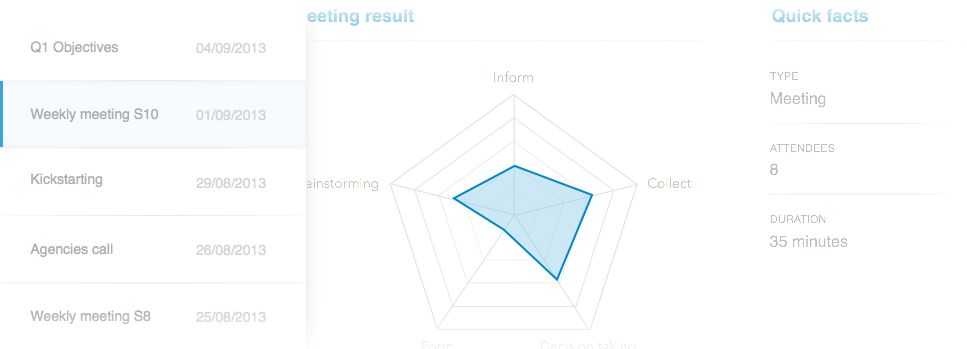 Q1 Objectives 04/09/2013
Weekly meeting S10 01/09/2013
Kickstarting 29/08/2013
Agencies call 26/08/2013
Weekly meeting S8 25/08/2013
eeting result
Inform
ainstorming
Collect
Form
Decision taking
Quick facts
TYPE
Meeting
ATTENDEES
8
DURATION
35 minutes